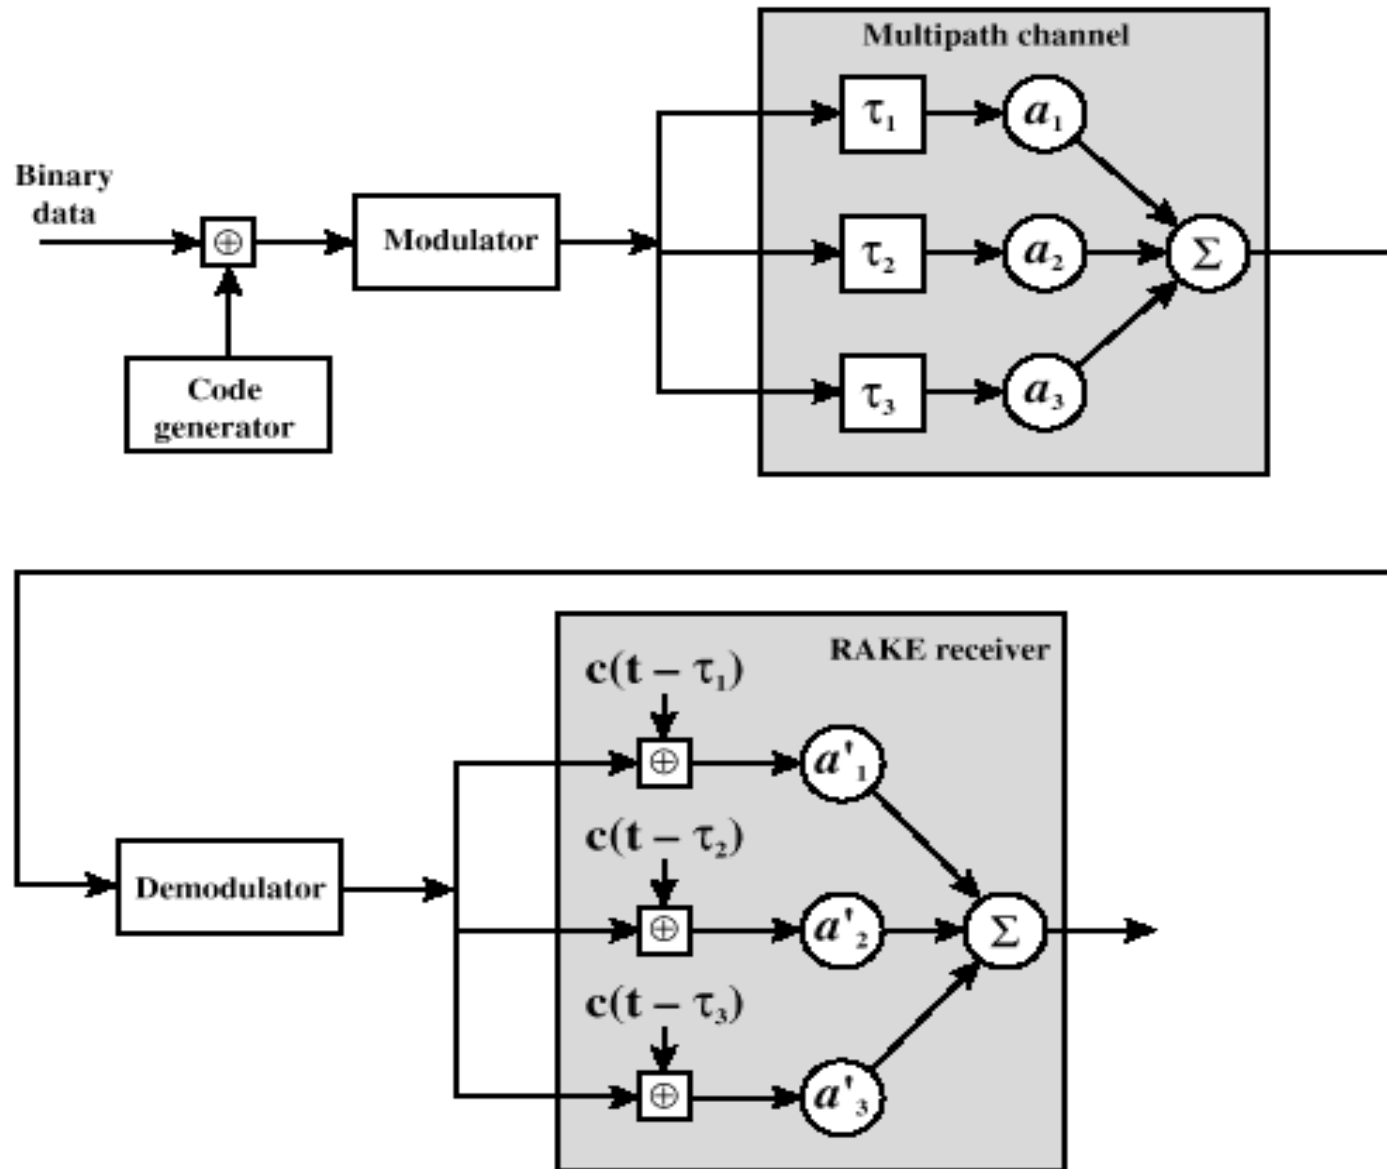 Multipath channel
τ₁
a₁
Binary
data
⊕
Modulator
τ₂
a₂
Σ
Code
generator
τ₃
a₃
RAKE receiver
c(t – τ₁)
⊕
a'₁
c(t – τ₂)
Demodulator
⊕
a'₂
Σ
c(t – τ₃)
⊕
a'₃